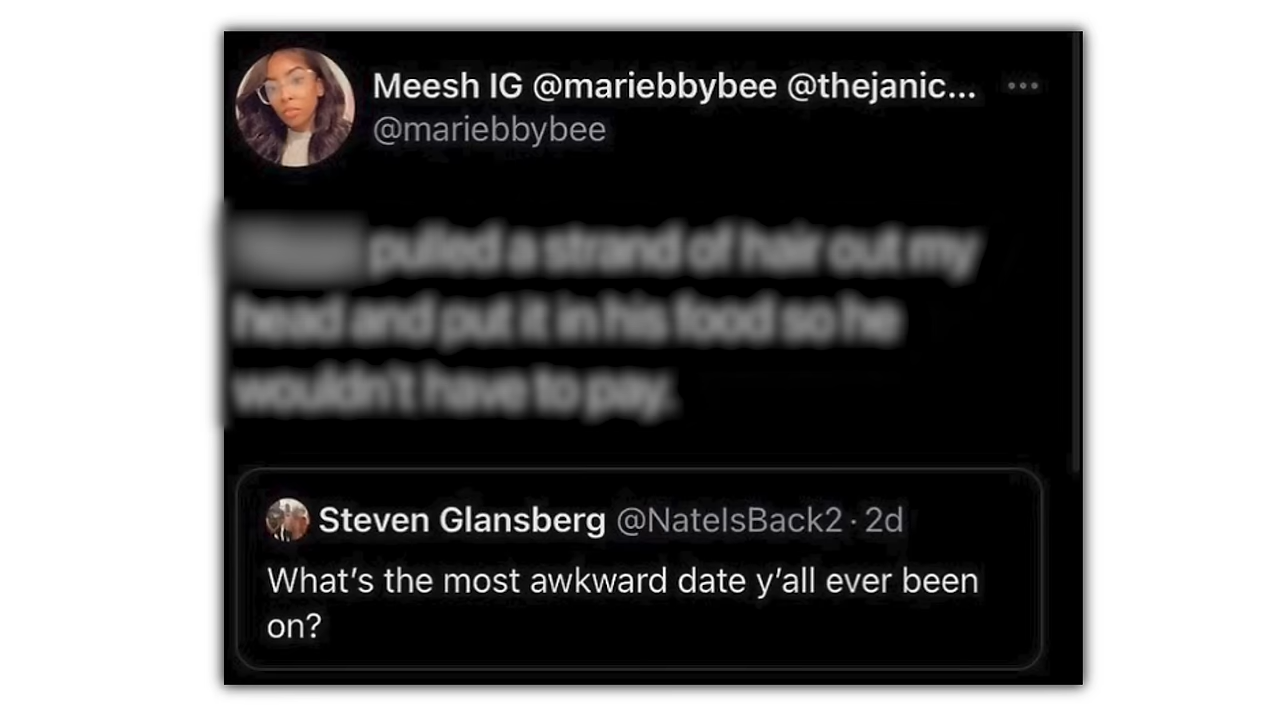 Meesh IG @mariebbybee @thejanic...
@mariebbybee
pulled a strand of hair out my
head and put it in his food so he
wouldn't have to pay.
Steven Glansberg @NateIsBack2 · 2d
What's the most awkward date y'all ever been
on?